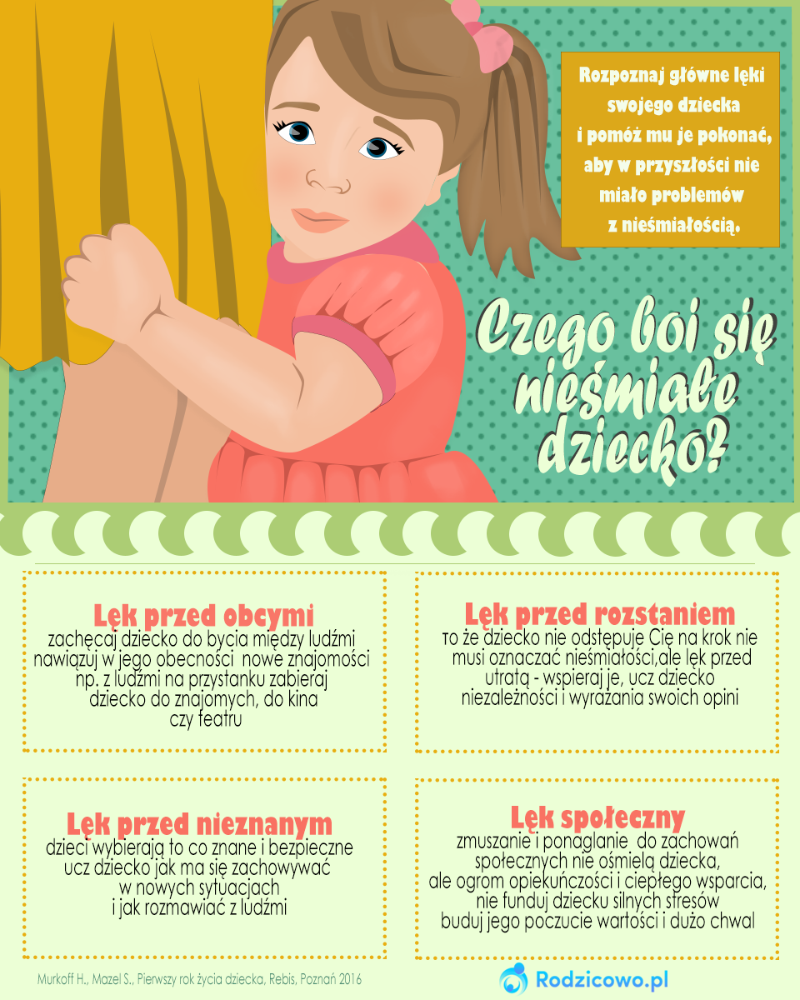 Rozpoznaj główne lęki
swojego dziecka
i pomóż mu je pokonać,
aby w przyszłości nie
miało problemów
z nieśmiałością.
Czego boi się
nieśmiałe
dziecko?
Lęk przed obcymi
zachęcaj dziecko do bycia między ludźmi
nawiązuj w jego obecności nowe znajomości
np. z ludźmi na przystanku zabieraj
dziecko do znajomych, do kina
czy teatru
Lęk przed rozstaniem
To że dziecko nie odstępuje Cię na krok nie
musi oznaczać nieśmiałości,ale lęk przed
utratą - wspieraj je, ucz dziecko
niezależności i wyrażania swoich opini
Lęk przed nieznanym
dzieci wybierają to co znane i bezpieczne
ucz dziecko jak ma się zachowywać
w nowych sytuacjach
i jak rozmawiać z ludźmi
Lęk społeczny
zmuszanie i ponaglanie do zachowań
społecznych nie ośmielą dziecka,
ale ogrom opiekuńczości i ciepłego wsparcia,
nie funduj dziecku silnych stresów
buduj jego poczucie wartości i dużo chwal
Murkoff H., Mazel S., Pierwszy rok życia dziecka, Rebis, Poznań 2016
Rodzicowo.pl